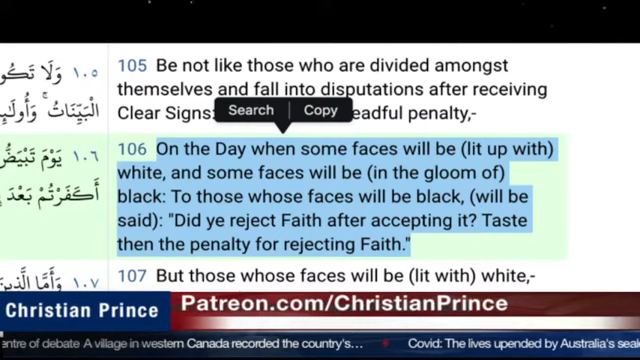 105 Be not like those who are divided amongst
themselves and fall into disputations after receiving
Clear Signs: eadful penalty,-
Search Copy
106 On the Day when some faces will be (lit up with)
white, and some faces will be (in the gloom of)
black: To those whose faces will be black, (will be
said): "Did ye reject Faith after accepting it? Taste
then the penalty for rejecting Faith."
107 But those whose faces will be (lit with) white,-
١٠٥ وَلَا تَكُو
الْبَيِّنَاتُ ۚ وَأُولَـٰ
١٠٦ يَوْمَ تَبْيَضُّ
أَكَفَرْتُم بَعْدَ
١٠٧ وَأَمَّا الَّذِينَ
Christian Prince
Patreon.com/ChristianPrince
entre of debate A village in western Canada recorded the country's... Covid: The lives upended by Australia's seal